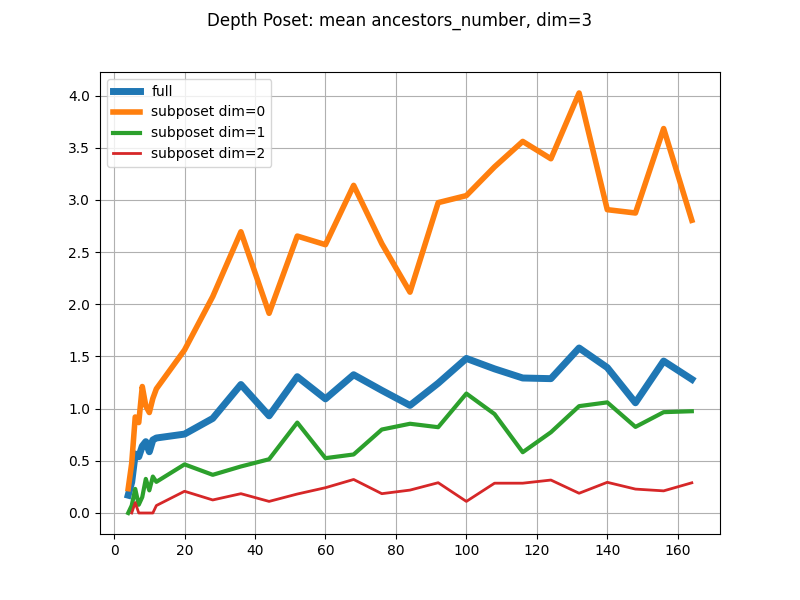 Depth Poset: mean ancestors_number, dim=3
full
subposet dim=0
subposet dim=1
subposet dim=2
4.0
3.5
3.0
2.5
2.0
1.5
1.0
0.5
0.0
0 20 40 60 80 100 120 140 160